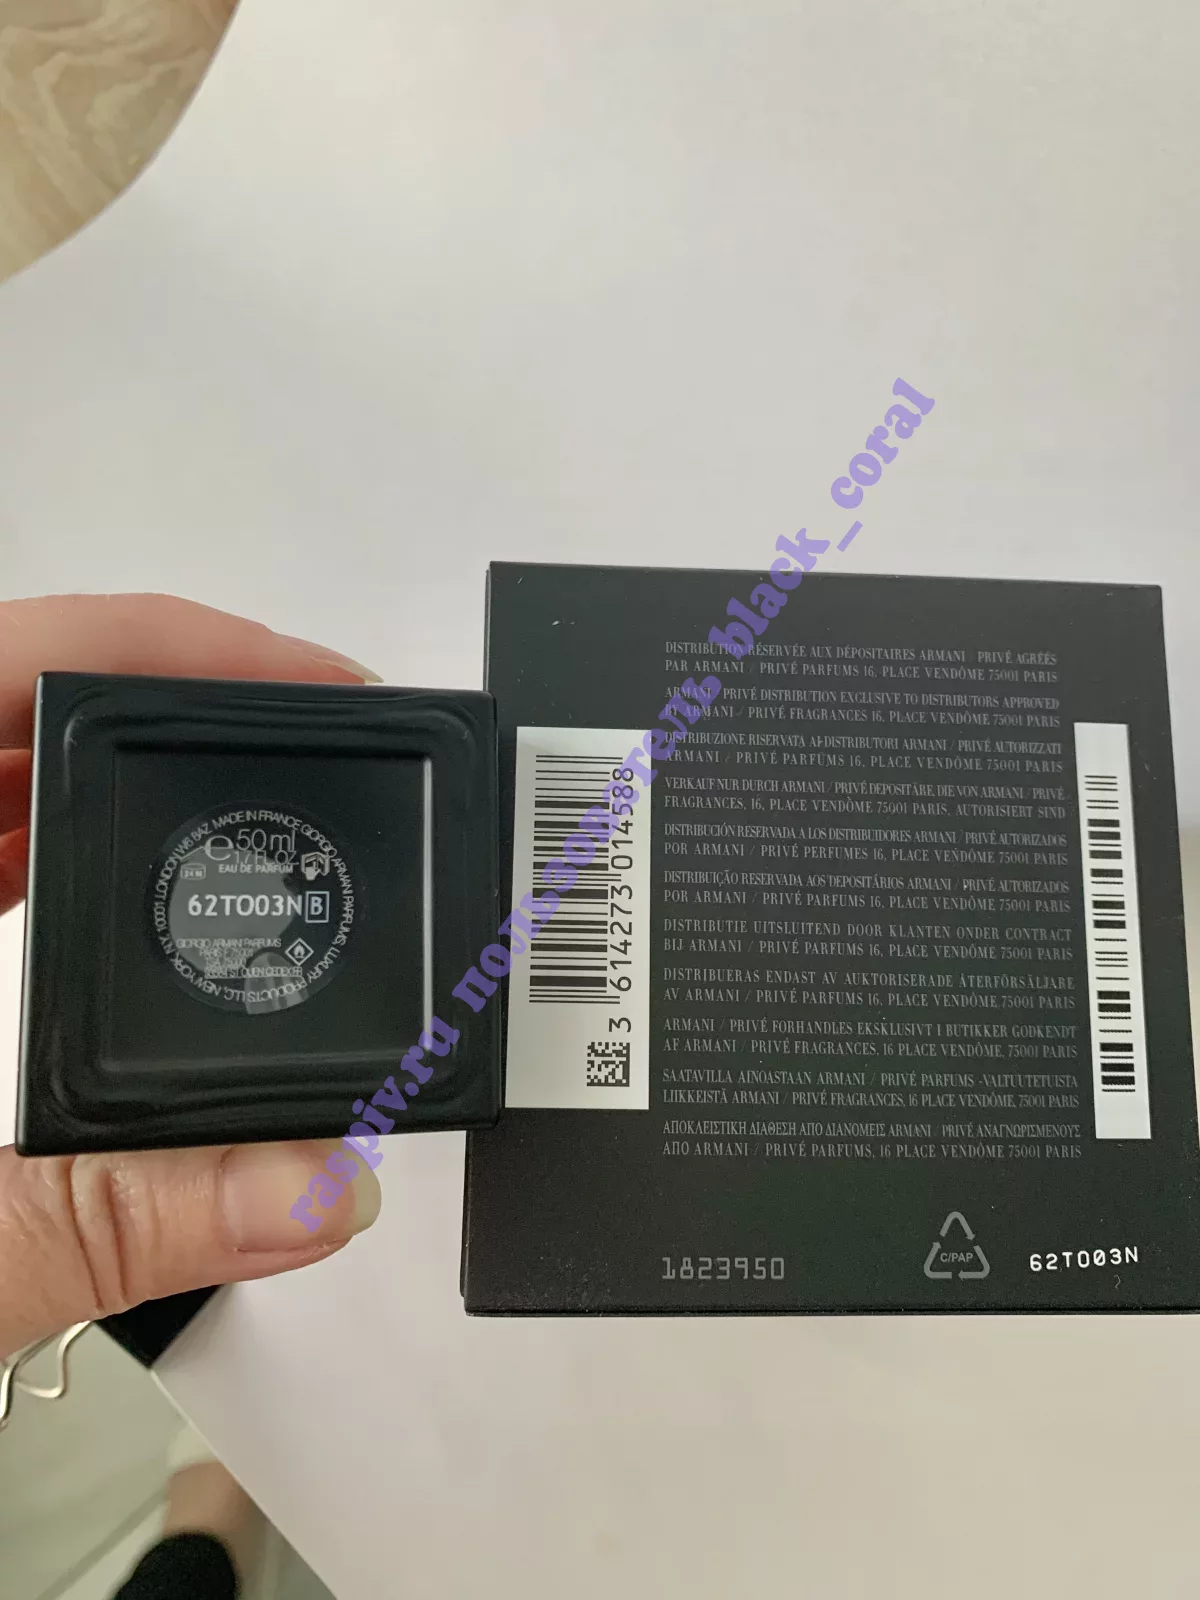 MADE IN FRANCE GIORGIO ARMANI PARFUMS, LUXURY PRODUCTS LLC, NEW YORK, N.Y. 10001. LONDON W6 8AZ.
e 50 ml
1.7 FL. OZ
24 M
EAU DE PARFUM
62TO03N B
GIORGIO ARMANI PARFUMS
3 614273 014588
DISTRIBUTION RÉSERVÉE AUX DÉPOSITAIRES ARMANI / PRIVÉ AGRÉÉS
PAR ARMANI / PRIVÉ PARFUMS 16, PLACE VENDÔME 75001 PARIS
ARMANI / PRIVÉ DISTRIBUTION EXCLUSIVE TO DISTRIBUTORS APPROVED
BY ARMANI / PRIVÉ FRAGRANCES 16, PLACE VENDÔME 75001 PARIS
DISTRIBUZIONE RISERVATA AI DISTRIBUTORI ARMANI / PRIVÉ AUTORIZZATI
ARMANI / PRIVÉ PARFUMS 16, PLACE VENDÔME 75001 PARIS
VERKAUF NUR DURCH ARMANI / PRIVÉ DEPOSITÄRE, DIE VON ARMANI / PRIVÉ
FRAGRANCES, 16, PLACE VENDÔME 75001 PARIS, AUTORISIERT SIND
DISTRIBUCIÓN RESERVADA A LOS DISTRIBUIDORES ARMANI / PRIVÉ AUTORIZADOS
POR ARMANI / PRIVÉ PERFUMES 16, PLACE VENDÔME 75001 PARIS
DISTRIBUIÇÃO RESERVADA AOS DEPOSITÁRIOS ARMANI / PRIVÉ AUTORIZADOS
POR ARMANI / PRIVÉ PARFUMS 16, PLACE VENDÔME 75001 PARIS
DISTRIBUTIE UITSLUITEND DOOR KLANTEN ONDER CONTRACT
BIJ ARMANI / PRIVÉ PARFUMS 16, PLACE VENDÔME 75001 PARIS
DISTRIBUERAS ENDAST AV AUKTORISERADE ÅTERFÖRSÄLJARE
AV ARMANI / PRIVÉ PARFUMS 16, PLACE VENDÔME 75001 PARIS
ARMANI / PRIVÉ FORHANDLES EKSKLUSIVT I BUTIKKER GODKENDT
AF ARMANI / PRIVÉ FRAGRANCES, 16 PLACE VENDÔME, 75001 PARIS
SAATAVILLA AINOASTAAN ARMANI / PRIVÉ PARFUMS -VALTUUTETUISTA
LIIKKEISTÄ ARMANI / PRIVÉ FRAGRANCES, 16 PLACE VENDÔME, 75001 PARIS
ΑΠΟΚΛΕΙΣΤΙΚΗ ΔΙΑΘΕΣΗ ΑΠΟ ΔΙΑΝΟΜΕΙΣ ARMANI / PRIVÉ ΑΝΑΓΝΩΡΙΣΜΕΝΟΥΣ
ΑΠΟ ARMANI / PRIVÉ PARFUMS, 16 PLACE VENDÔME 75001 PARIS
1823950
C/PAP
62TO03N
raspiv.ru пользователь black_coral